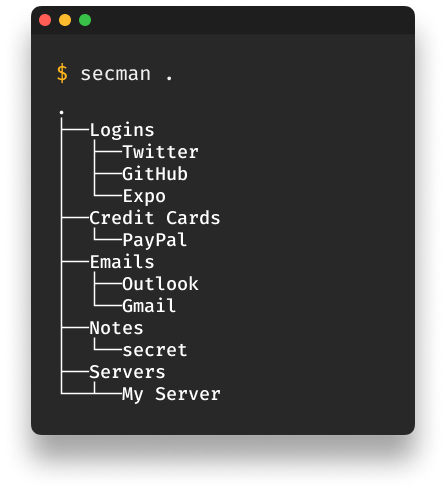 $ secman .
.
├──Logins
│  ├──Twitter
│  ├──GitHub
│  └──Expo
├──Credit Cards
│  └──PayPal
├──Emails
│  ├──Outlook
│  └──Gmail
├──Notes
│  └──secret
├──Servers
└──┴──My Server